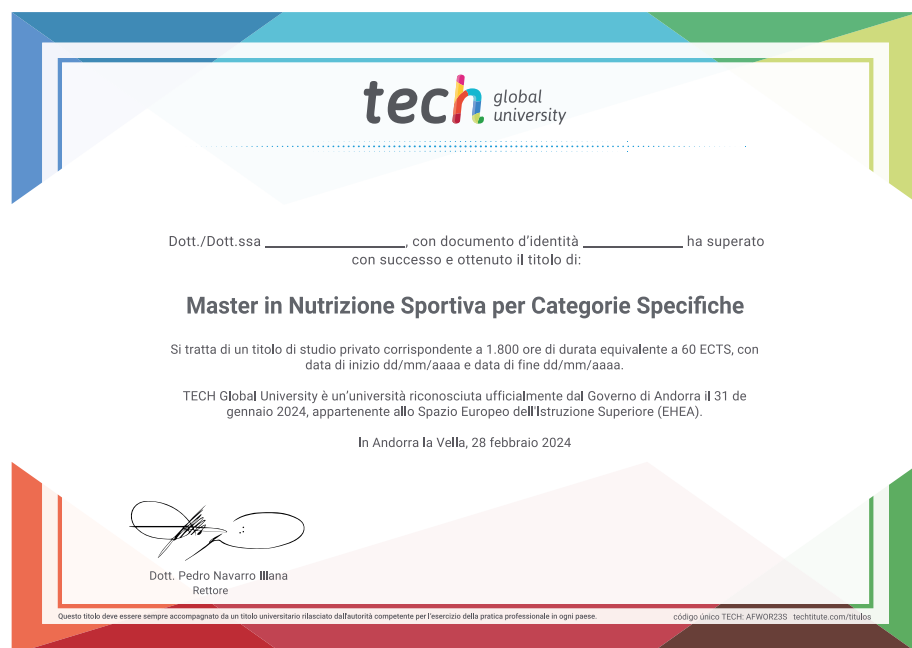 tech global university
Dott./Dott.ssa ____________________, con documento d'identità ______________ ha superato
con successo e ottenuto il titolo di:
Master in Nutrizione Sportiva per Categorie Specifiche
Si tratta di un titolo di studio privato corrispondente a 1.800 ore di durata equivalente a 60 ECTS, con
data di inizio dd/mm/aaaa e data di fine dd/mm/aaaa.
TECH Global University è un'università riconosciuta ufficialmente dal Governo di Andorra il 31 de
gennaio 2024, appartenente allo Spazio Europeo dell'Istruzione Superiore (EHEA).
In Andorra la Vella, 28 febbraio 2024
Dott. Pedro Navarro Illana
Rettore
Questo titolo deve essere sempre accompagnato da un titolo universitario rilasciato dall'autorità competente per l'esercizio della pratica professionale in ogni paese.
código único TECH: AFWOR23S techtitute.com/titulos